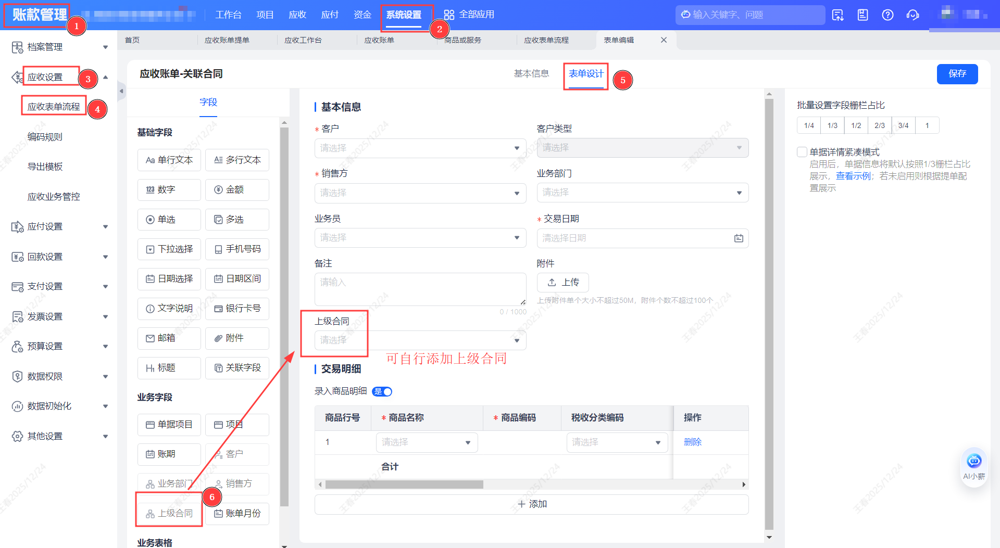 账款管理
工作台 项目 应收 应付 资金 系统设置 全部应用
输入关键字、问题
1
2
首页 应收账单提单 应收工作台 应收账单 商品或服务 应收表单流程 表单编辑
档案管理
应收设置
3
应收表单流程
4
编码规则
导出模板
应收业务管控
应付设置
回款设置
支付设置
发票设置
预算设置
数据权限
数据初始化
其他设置
应收账单-关联合同
基本信息 表单设计
5
保存
字段
基础字段
Aa 单行文本 多行文本
123 数字 金额
单选 多选
下拉选择 手机号码
日期选择 日期区间
文字说明 银行卡号
邮箱 附件
H1 标题 关联字段
业务字段
单据项目 项目
账期 客户
业务部门 销售方
上级合同 账单月份
6
业务表格
基本信息
* 客户 客户类型
请选择 请选择
* 销售方 业务部门
请选择 请选择
业务员 * 交易日期
请选择 请选择日期
备注 附件
请输入 上传
上传附件单个大小不超过50M，附件个数不超过100个
0 / 1000
上级合同
请选择
可自行添加上级合同
交易明细
录入商品明细 是
商品行号 * 商品名称 * 商品编码 税收分类编码 操作
1 请选择 请选择 删除
合计
+ 添加
批量设置字段栅栏占比
1/4 1/3 1/2 2/3 3/4 1
单据详情紧凑模式
启用后，单据信息将默认按照1/3栅栏占比
展示，查看示例；若未启用则根据提单配
置展示
AI小薪
王春2025/12/24